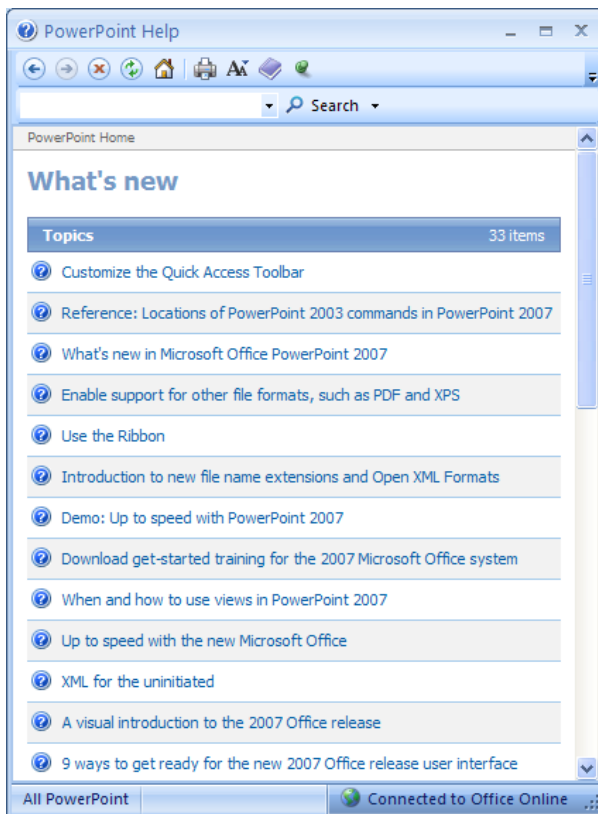 PowerPoint Help
Search
PowerPoint Home
What's new
Topics 33 items
Customize the Quick Access Toolbar
Reference: Locations of PowerPoint 2003 commands in PowerPoint 2007
What's new in Microsoft Office PowerPoint 2007
Enable support for other file formats, such as PDF and XPS
Use the Ribbon
Introduction to new file name extensions and Open XML Formats
Demo: Up to speed with PowerPoint 2007
Download get-started training for the 2007 Microsoft Office system
When and how to use views in PowerPoint 2007
Up to speed with the new Microsoft Office
XML for the uninitiated
A visual introduction to the 2007 Office release
9 ways to get ready for the new 2007 Office release user interface
All PowerPoint Connected to Office Online